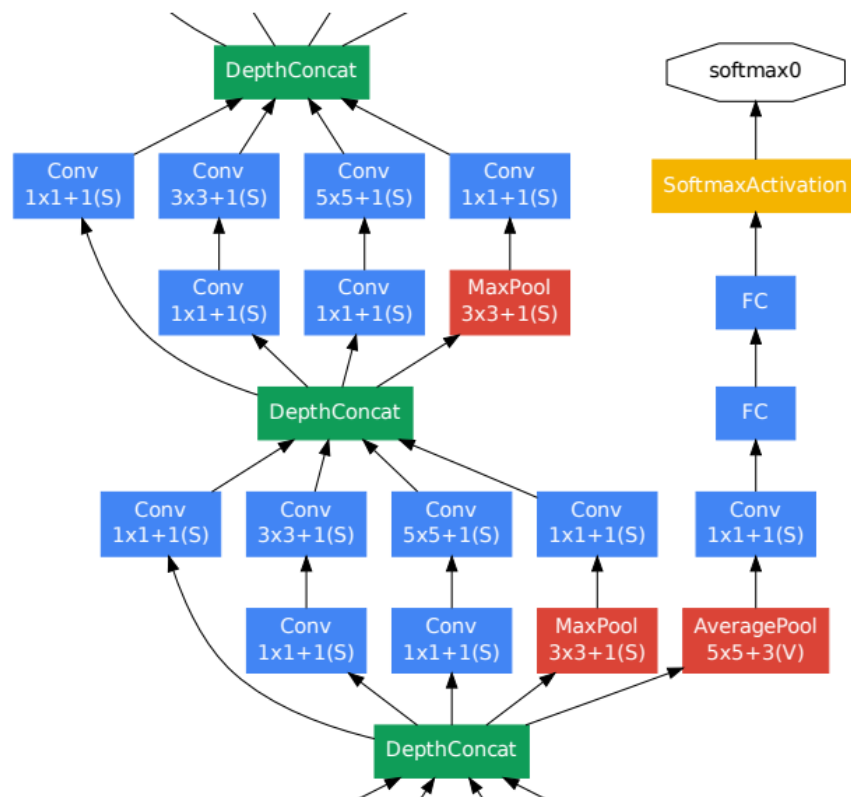 DepthConcat
softmax0
Conv
1x1+1(S)
Conv
3x3+1(S)
Conv
5x5+1(S)
Conv
1x1+1(S)
SoftmaxActivation
Conv
1x1+1(S)
Conv
1x1+1(S)
MaxPool
3x3+1(S)
FC
DepthConcat
FC
Conv
1x1+1(S)
Conv
3x3+1(S)
Conv
5x5+1(S)
Conv
1x1+1(S)
Conv
1x1+1(S)
Conv
1x1+1(S)
Conv
1x1+1(S)
MaxPool
3x3+1(S)
AveragePool
5x5+3(V)
DepthConcat